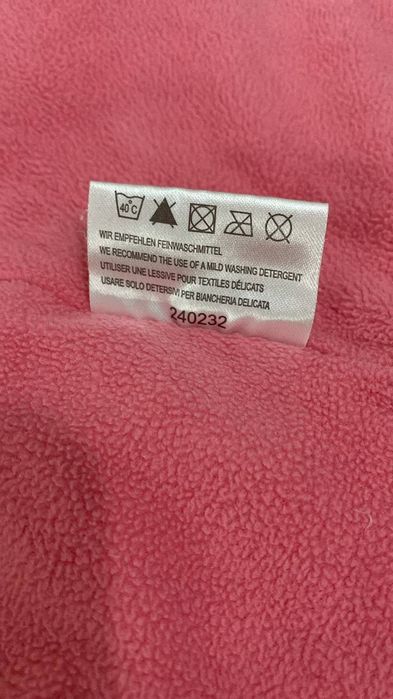 40°C
WIR EMPFEHLEN FEINWASCHMITTEL
WE RECOMMEND THE USE OF A MILD WASHING DETERGENT
UTILISER UNE LESSIVE POUR TEXTILES DÉLICATS
USARE SOLO DETERSIVI PER BIANCHERIA DELICATA
240232